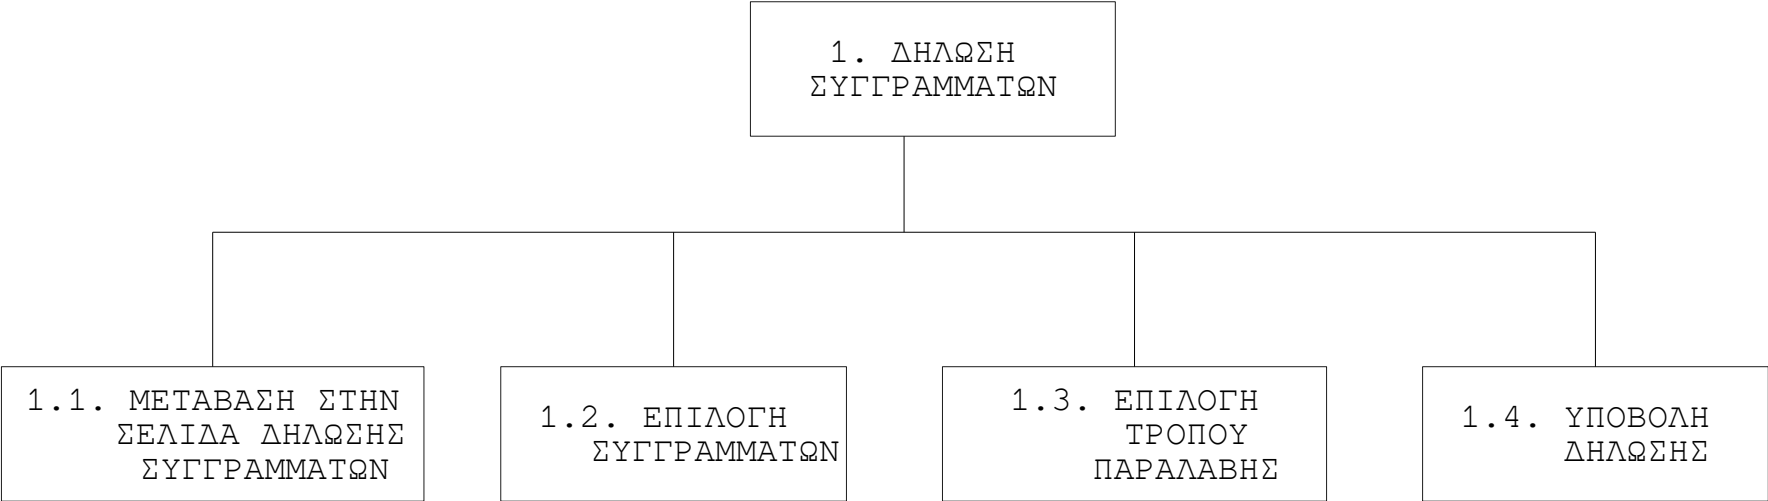 1. ΔΗΛΩΣΗ
ΣΥΓΓΡΑΜΜΑΤΩΝ
1.1. ΜΕΤΑΒΑΣΗ ΣΤΗΝ
ΣΕΛΙΔΑ ΔΗΛΩΣΗΣ
ΣΥΓΓΡΑΜΜΑΤΩΝ
1.2. ΕΠΙΛΟΓΗ
ΣΥΓΓΡΑΜΜΑΤΩΝ
1.3. ΕΠΙΛΟΓΗ
ΤΡΟΠΟΥ
ΠΑΡΑΛΑΒΗΣ
1.4. ΥΠΟΒΟΛΗ
ΔΗΛΩΣΗΣ